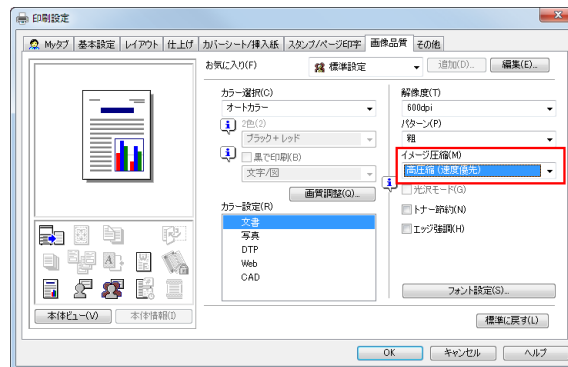 印刷設定
Myタブ 基本設定 レイアウト 仕上げ カバーシート/挿入紙 スタンプ/ページ印字 画像品質 その他
お気に入り(F) 標準設定 追加(D)... 編集(E)...
カラー選択(C)
オートカラー
2色(2)
ブラック+レッド
黒で印刷(B)
文字/図
画質調整(Q)...
カラー設定(R)
文書
写真
DTP
Web
CAD
解像度(T)
600dpi
パターン(P)
粗
イメージ圧縮(M)
高圧縮 (速度優先)
光沢モード(G)
トナー節約(N)
エッジ強調(H)
フォント設定(S)...
本体ビュー(V) 本体情報(I)
標準に戻す(L)
OK キャンセル ヘルプ